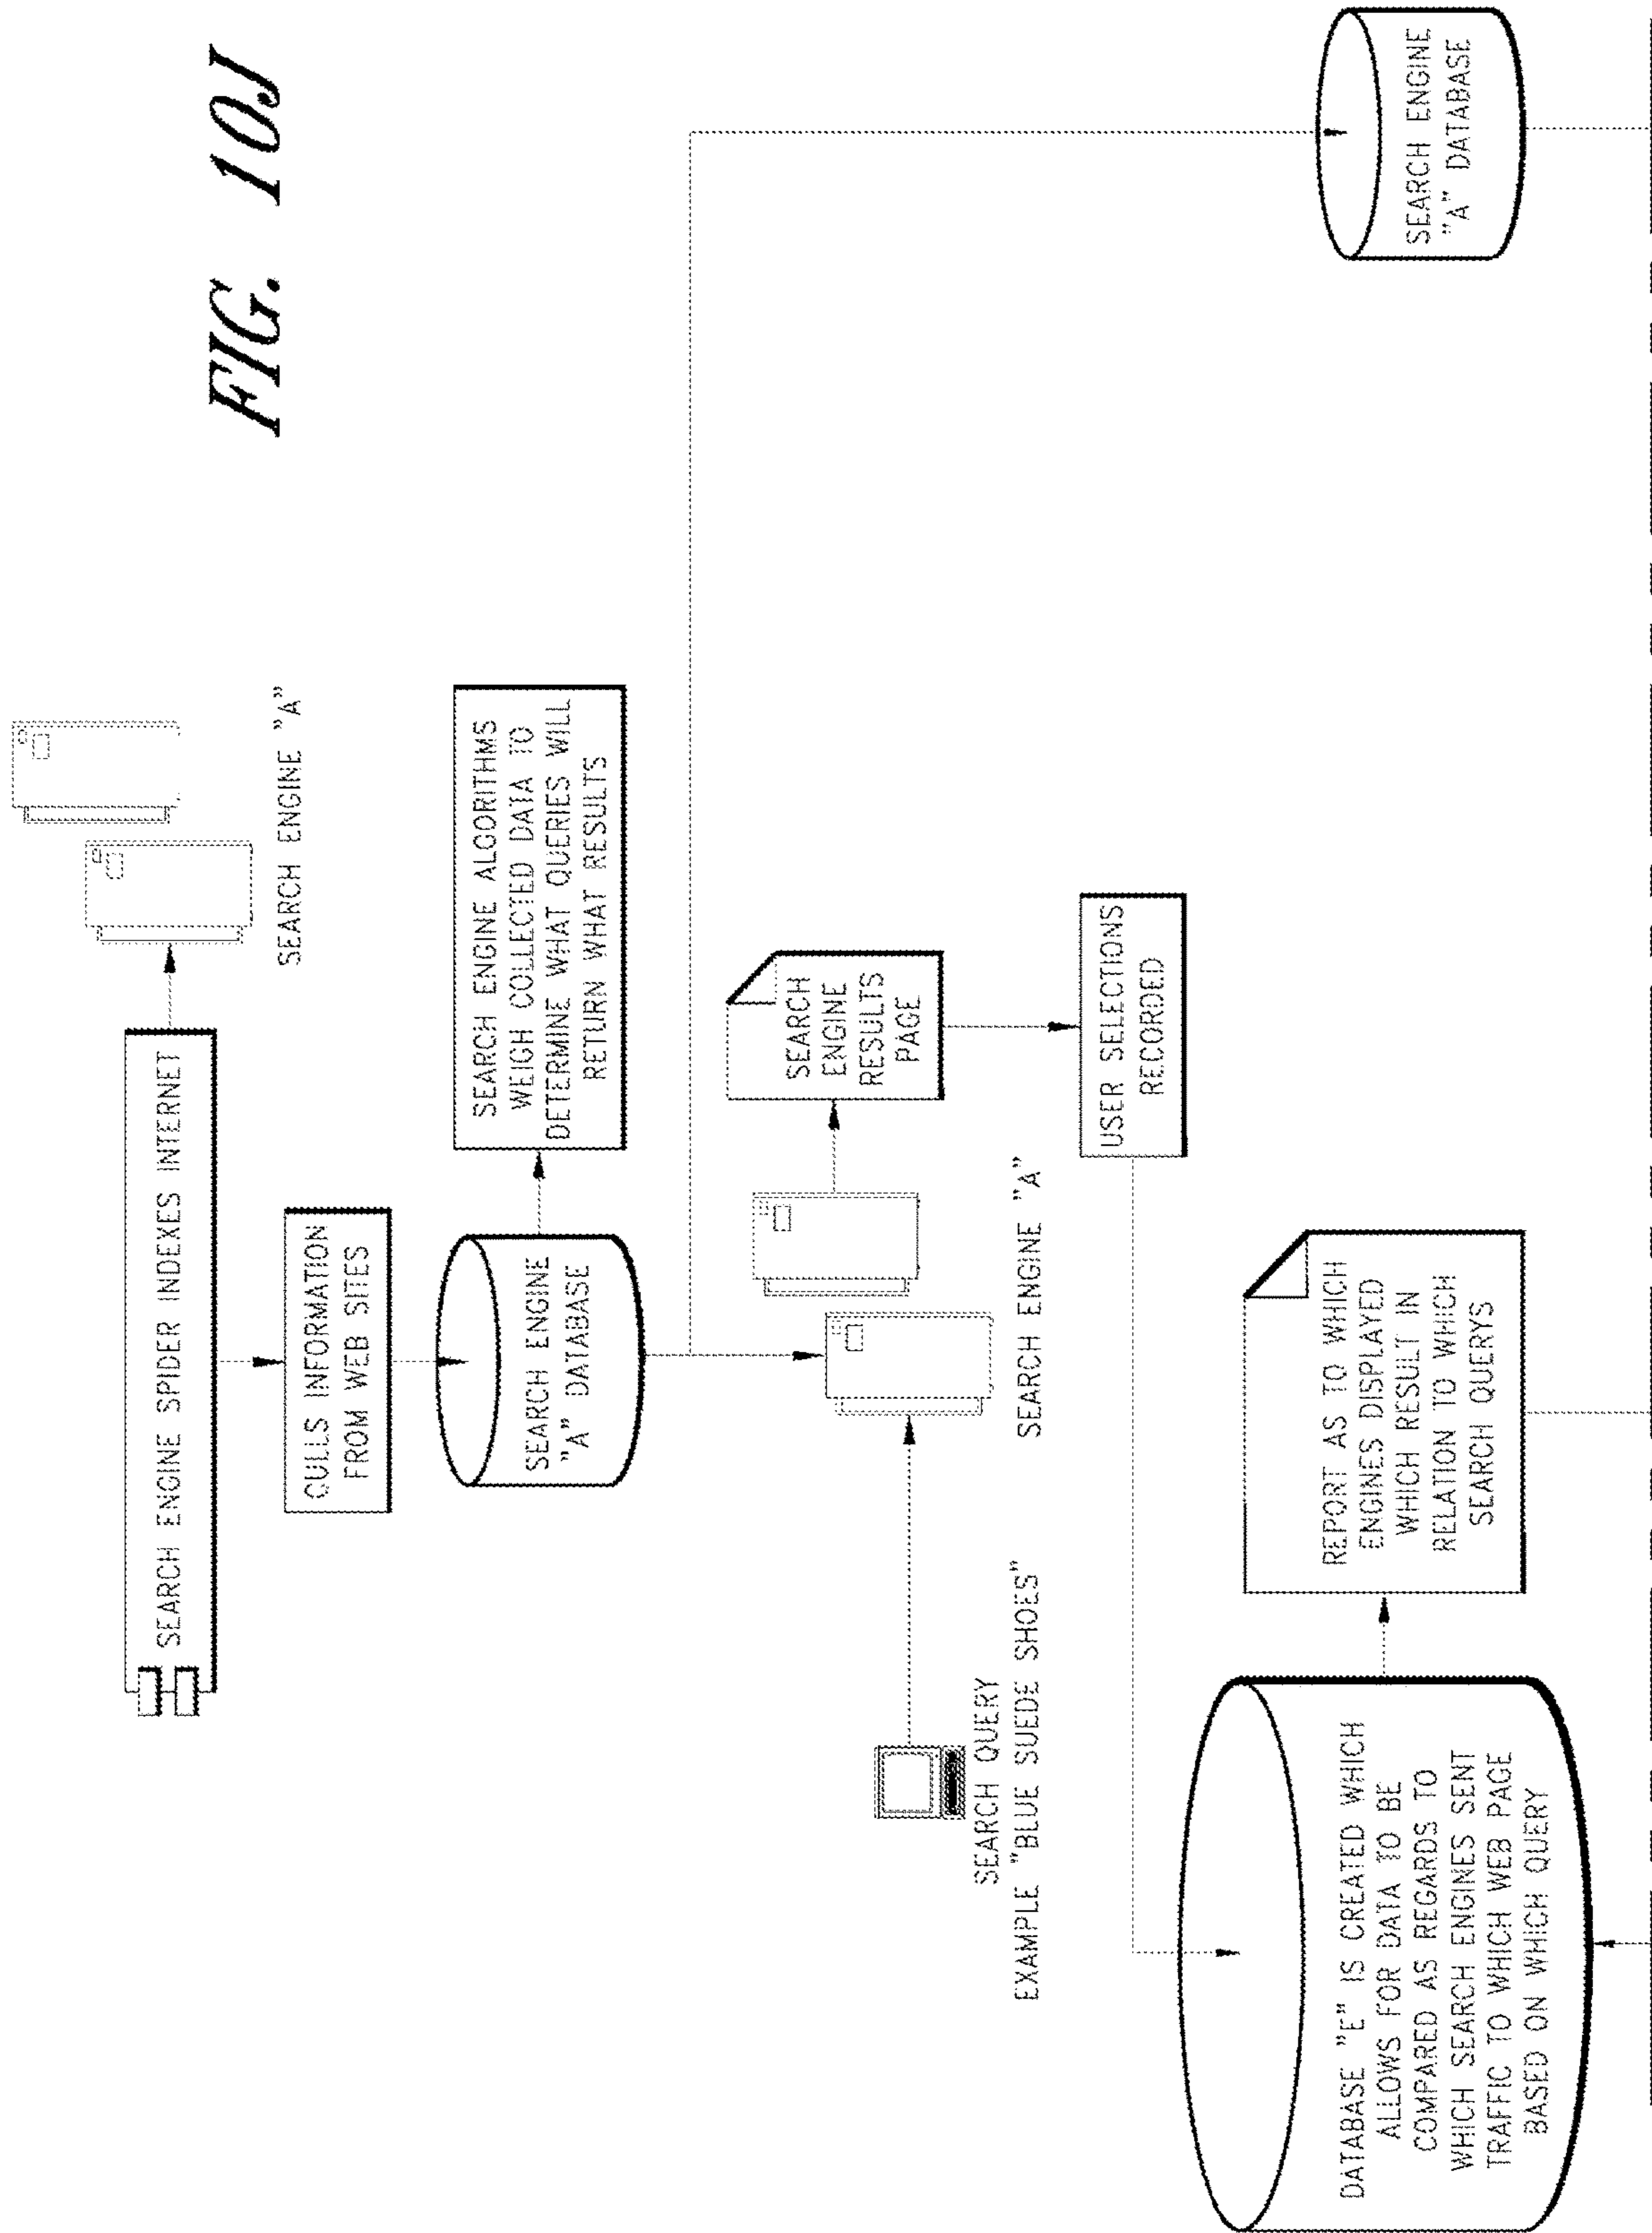 FIG. 10J
SEARCH ENGINE SPIDER INDEXES INTERNET
SEARCH ENGINE "A"
CULLS INFORMATION
FROM WEB SITES
SEARCH ENGINE
"A" DATABASE
SEARCH ENGINE ALGORITHMS
WEIGH COLLECTED DATA TO
DETERMINE WHAT QUERIES WILL
RETURN WHAT RESULTS
SEARCH QUERY
EXAMPLE "BLUE SUEDE SHOES"
SEARCH ENGINE "A"
SEARCH
ENGINE
RESULTS
PAGE
USER SELECTIONS
RECORDED
DATABASE "E" IS CREATED WHICH
ALLOWS FOR DATA TO BE
COMPARED AS REGARDS TO
WHICH SEARCH ENGINES SENT
TRAFFIC TO WHICH WEB PAGE
BASED ON WHICH QUERY
REPORT AS TO WHICH
ENGINES DISPLAYED
WHICH RESULT IN
RELATION TO WHICH
SEARCH QUERYS
SEARCH ENGINE
"A" DATABASE